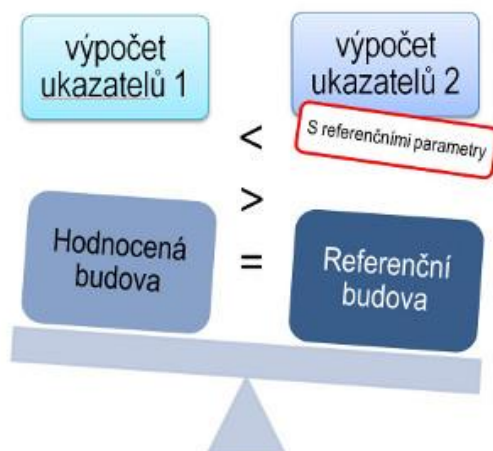 výpočet
ukazatelů 1
výpočet
ukazatelů 2
S referenčními parametry
<
>
=
Hodnocená
budova
Referenční
budova